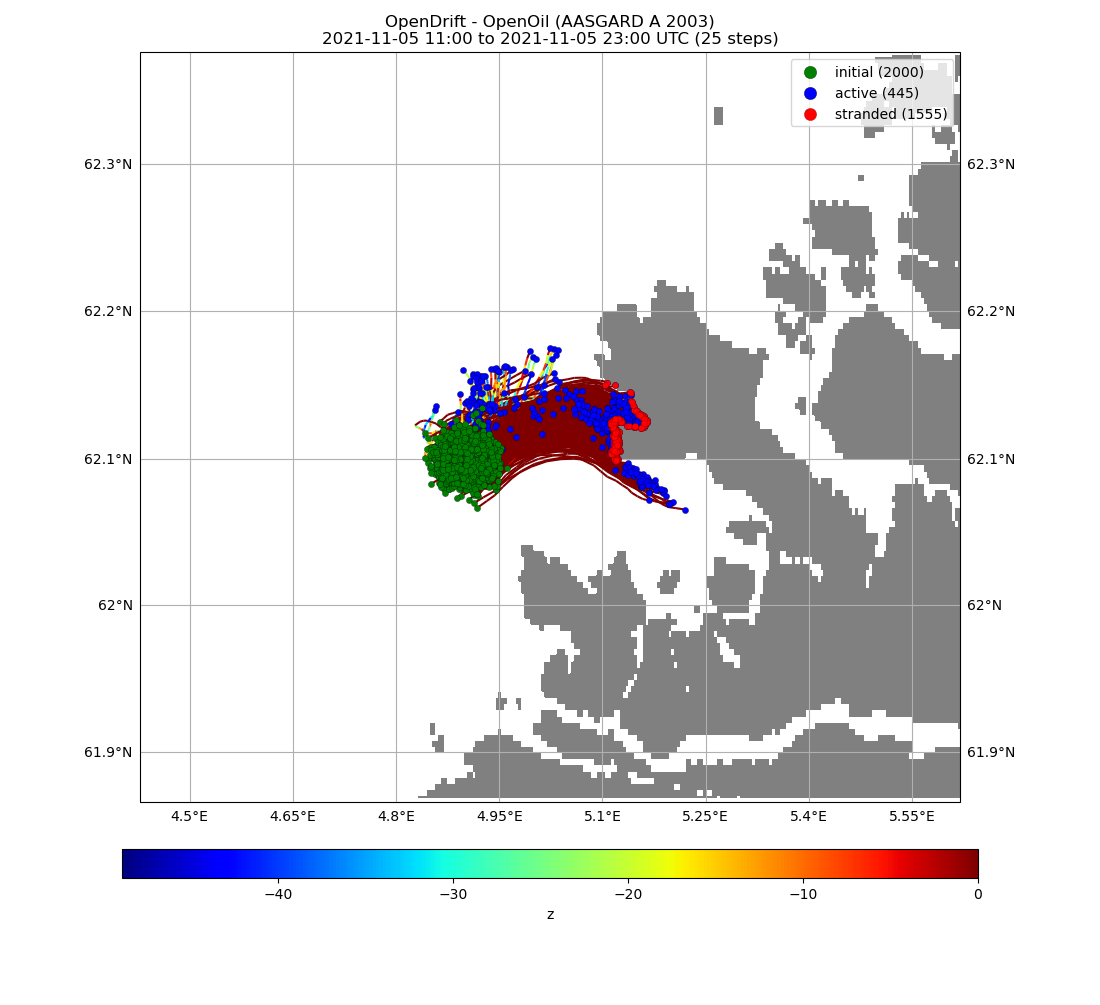 OpenDrift - OpenOil (AASGARD A 2003)
2021-11-05 11:00 to 2021-11-05 23:00 UTC (25 steps)
initial (2000)
active (445)
stranded (1555)
62.3°N 62.3°N
62.2°N 62.2°N
62.1°N 62.1°N
62°N 62°N
61.9°N 61.9°N
4.5°E 4.65°E 4.8°E 4.95°E 5.1°E 5.25°E 5.4°E 5.55°E
−40 −30 −20 −10 0
z